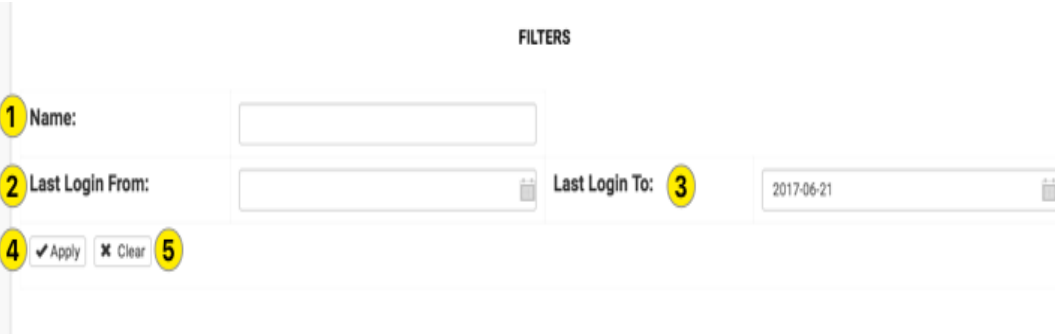 FILTERS
1 Name:
2 Last Login From: Last Login To: 3 2017-06-21
4 ✔ Apply ✖ Clear 5